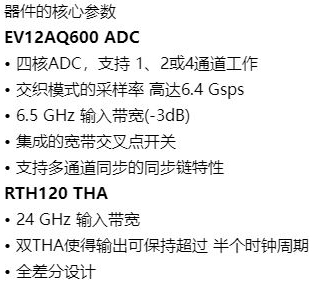 器件的核心参数
EV12AQ600 ADC
• 四核ADC，支持 1、2或4通道工作
• 交织模式的采样率 高达6.4 Gsps
• 6.5 GHz 输入带宽(-3dB)
• 集成的宽带交叉点开关
• 支持多通道同步的同步链特性
RTH120 THA
• 24 GHz 输入带宽
• 双THA使得输出可保持超过 半个时钟周期
• 全差分设计